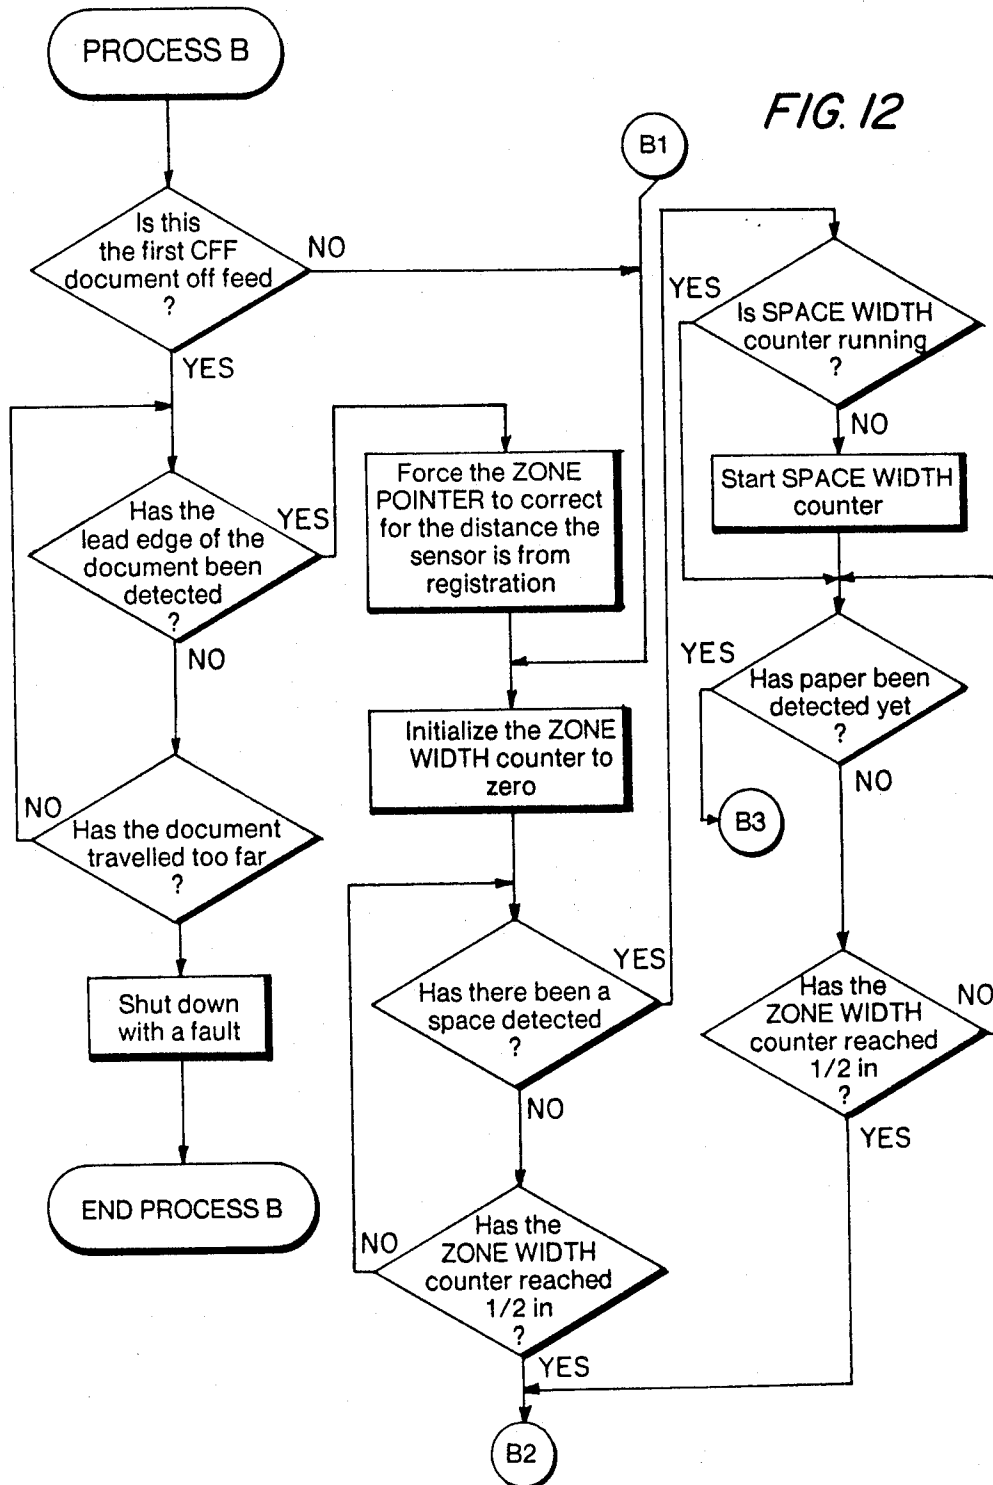 PROCESS B
FIG. 12
B1
Is this
the first CFF
document off feed
?
NO
YES
Has the
lead edge of the
document been
detected
?
YES
NO
Has the document
travelled too far
?
NO
Shut down
with a fault
END PROCESS B
Force the ZONE
POINTER to correct
for the distance the
sensor is from
registration
Initialize the ZONE
WIDTH counter to
zero
Has there been a
space detected
?
YES
NO
Has the
ZONE WIDTH
counter reached
1/2 in
?
NO
YES
B2
Is SPACE WIDTH
counter running
?
YES
NO
Start SPACE WIDTH
counter
Has paper been
detected yet
?
YES
NO
B3
Has the
ZONE WIDTH
counter reached
1/2 in
?
NO
YES